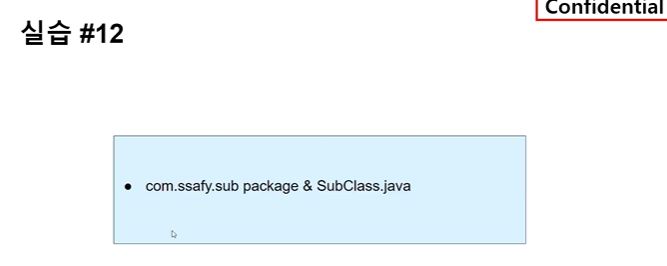 Confidential
실습 #12
● com.ssafy.sub package & SubClass.java